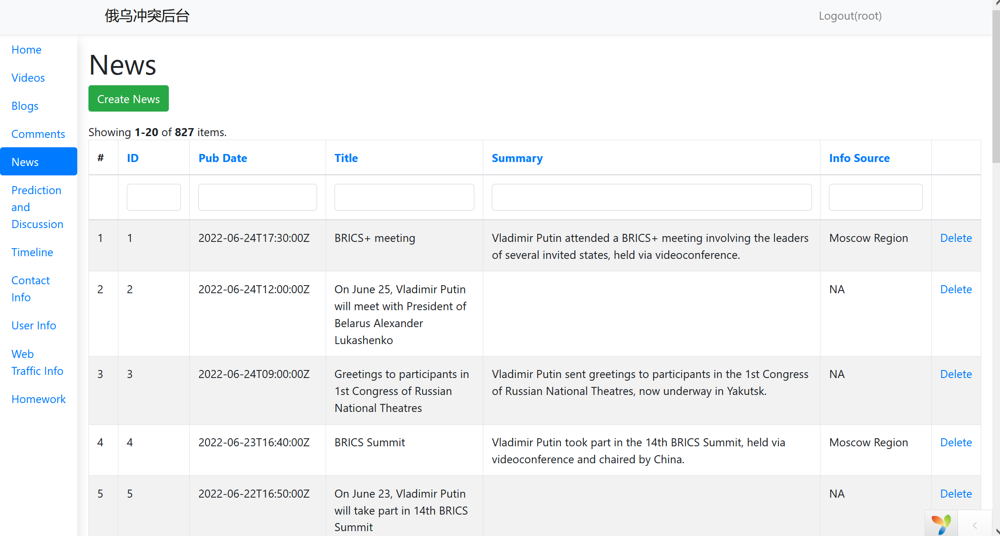 俄乌冲突后台
Logout(root)
Home
Videos
Blogs
Comments
News
Prediction
and
Discussion
Timeline
Contact
Info
User Info
Web
Traffic Info
Homework
News
Create News
Showing 1-20 of 827 items.
# ID Pub Date Title Summary Info Source
1 1 2022-06-24T17:30:00Z BRICS+ meeting Vladimir Putin attended a BRICS+ meeting involving the leaders Moscow Region Delete
of several invited states, held via videoconference.
2 2 2022-06-24T12:00:00Z On June 25, Vladimir Putin NA Delete
will meet with President of
Belarus Alexander
Lukashenko
3 3 2022-06-24T09:00:00Z Greetings to participants in Vladimir Putin sent greetings to participants in the 1st Congress NA Delete
1st Congress of Russian of Russian National Theatres, now underway in Yakutsk.
National Theatres
4 4 2022-06-23T16:40:00Z BRICS Summit Vladimir Putin took part in the 14th BRICS Summit, held via Moscow Region Delete
videoconference and chaired by China.
5 5 2022-06-22T16:50:00Z On June 23, Vladimir Putin NA Delete
will take part in 14th BRICS
Summit